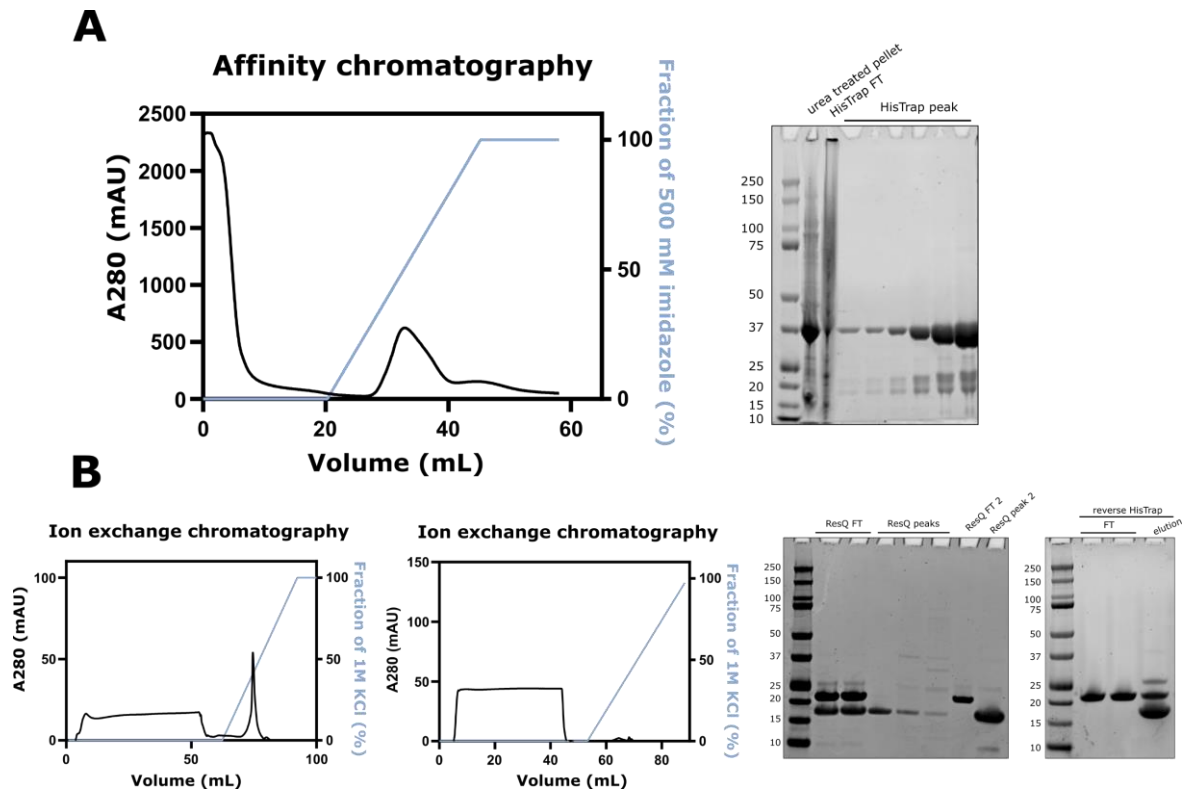 A
Affinity chromatography
A280 (mAU)
2500
2000
1500
1000
500
0
0
20
40
60
Volume (mL)
100
50
0
Fraction of 500 mM imidazole (%)
urea treated pellet
HisTrap FT
HisTrap peak
250
150
100
75
50
37
25
20
15
10
B
Ion exchange chromatography
A280 (mAU)
100
50
0
0
50
100
Volume (mL)
100
50
0
Fraction of 1M KCl (%)
Ion exchange chromatography
A280 (mAU)
150
100
50
0
0
20
40
60
80
Volume (mL)
100
50
0
Fraction of 1M KCl (%)
ResQ FT
ResQ peaks
ResQ FT 2
ResQ peak 2
250
150
100
75
50
37
25
20
15
10
reverse HisTrap
FT
elution
250
150
100
75
50
37
25
20
15
10